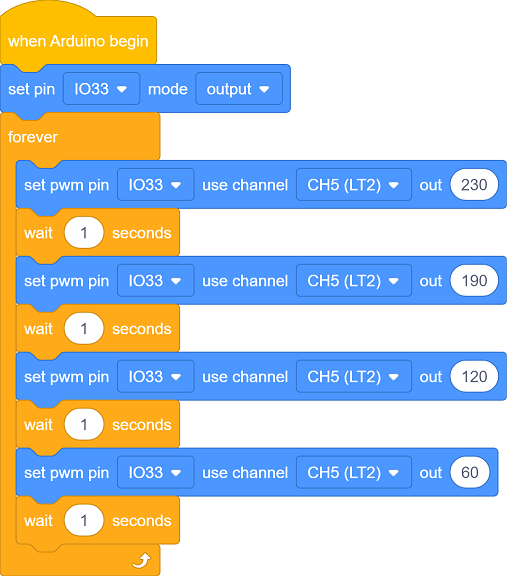 when Arduino begin
set pin IO33 mode output
forever
set pwm pin IO33 use channel CH5 (LT2) out 230
wait 1 seconds
set pwm pin IO33 use channel CH5 (LT2) out 190
wait 1 seconds
set pwm pin IO33 use channel CH5 (LT2) out 120
wait 1 seconds
set pwm pin IO33 use channel CH5 (LT2) out 60
wait 1 seconds